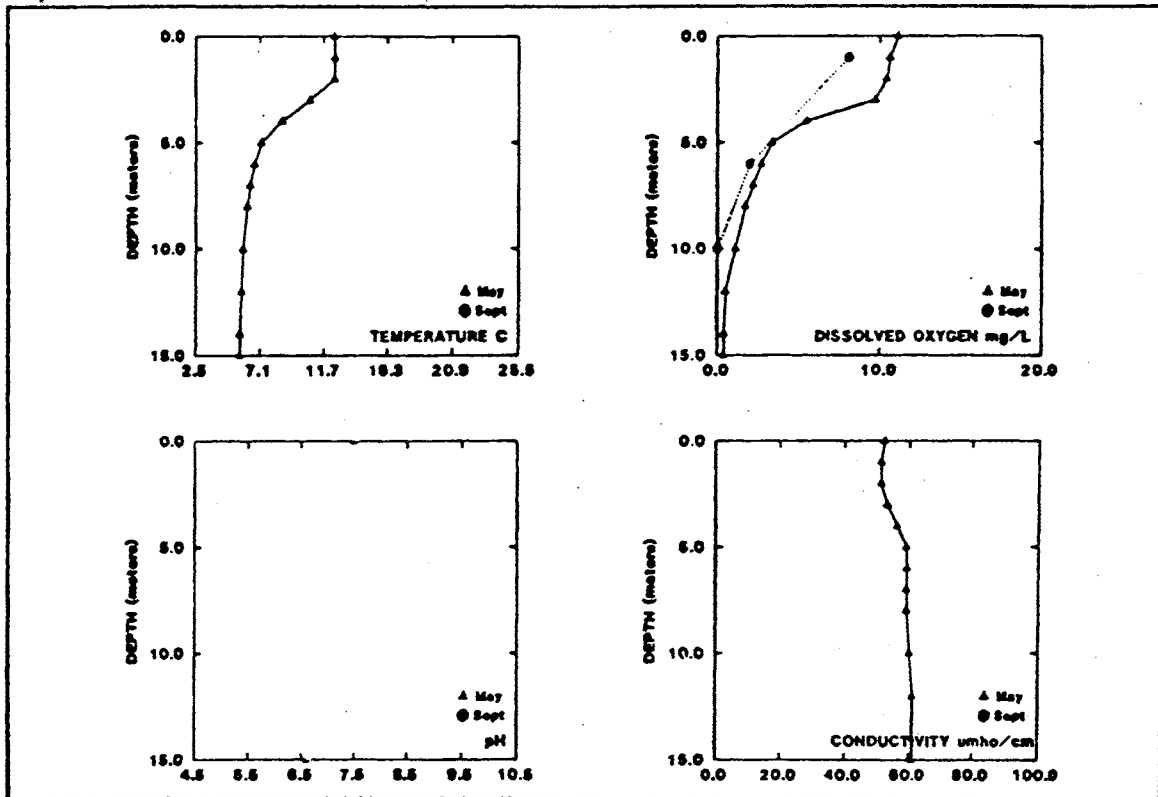 0.0
5.0
10.0
15.0
DEPTH (meters)
▲ May
● Sept
TEMPERATURE C
2.5 7.1 11.7 16.3 20.9 25.5
0.0
5.0
10.0
15.0
DEPTH (meters)
▲ May
● Sept
DISSOLVED OXYGEN mg/L
0.0 10.0 20.0
0.0
5.0
10.0
15.0
DEPTH (meters)
▲ May
● Sept
pH
4.5 5.5 6.5 7.5 8.5 9.5 10.5
0.0
5.0
10.0
15.0
DEPTH (meters)
▲ May
● Sept
CONDUCTIVITY umho/cm
0.0 20.0 40.0 60.0 80.0 100.0